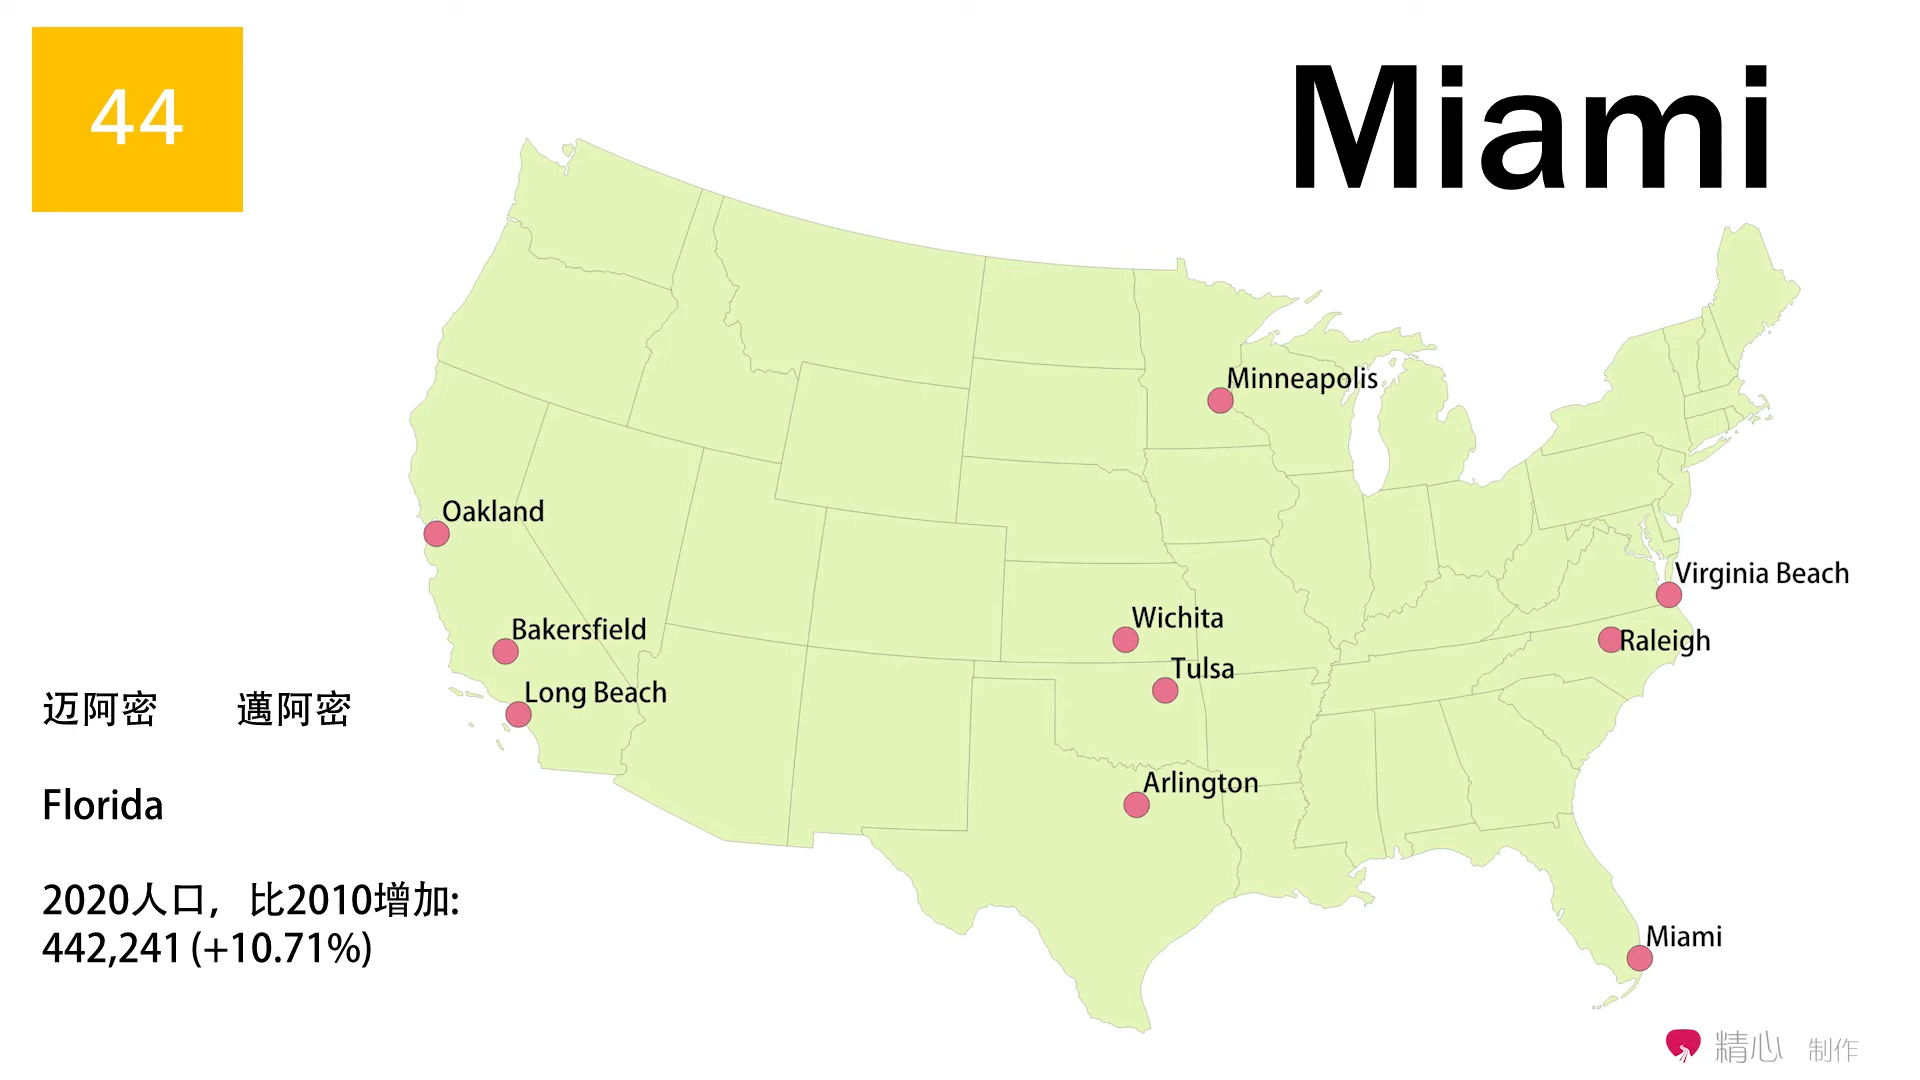 44
Miami
Minneapolis
Oakland
Virginia Beach
Wichita
Bakersfield
Raleigh
Tulsa
Long Beach
迈阿密 邁阿密
Arlington
Florida
2020人口，比2010增加:
442,241 (+10.71%)
Miami
精心 制作